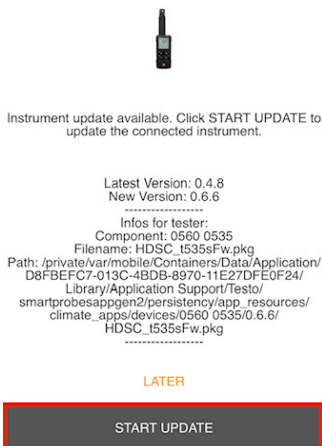 Instrument update available. Click START UPDATE to
update the connected instrument.
Latest Version: 0.4.8
New Version: 0.6.6
------------------
Infos for tester:
Component: 0560 0535
Filename: HDSC_t535sFw.pkg
Path: /private/var/mobile/Containers/Data/Application/
D8FBEFC7-013C-4BDB-8970-11E27DFE0F24/
Library/Application Support/Testo/
smartprobesappgen2/persistency/app_resources/
climate_apps/devices/0560 0535/0.6.6/
HDSC_t535sFw.pkg
------------------
LATER
START UPDATE